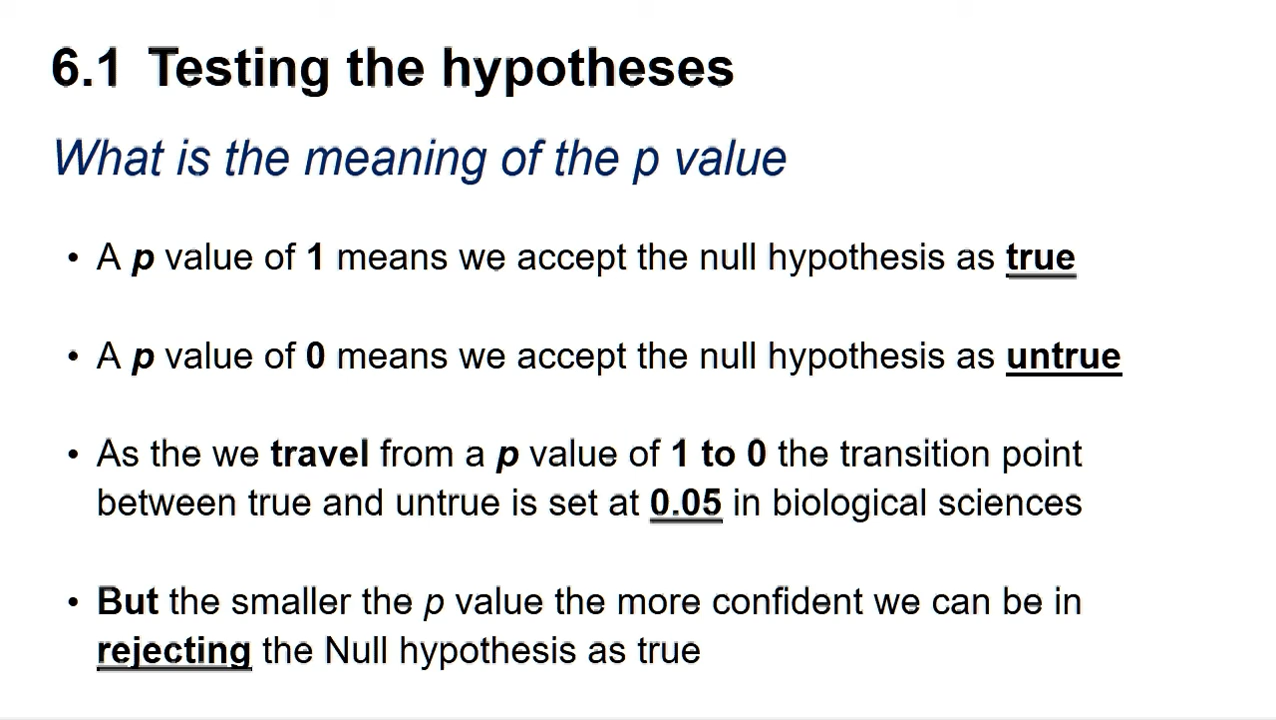 6.1 Testing the hypotheses
What is the meaning of the p value
• A p value of 1 means we accept the null hypothesis as true
• A p value of 0 means we accept the null hypothesis as untrue
• As the we travel from a p value of 1 to 0 the transition point
between true and untrue is set at 0.05 in biological sciences
• But the smaller the p value the more confident we can be in
rejecting the Null hypothesis as true